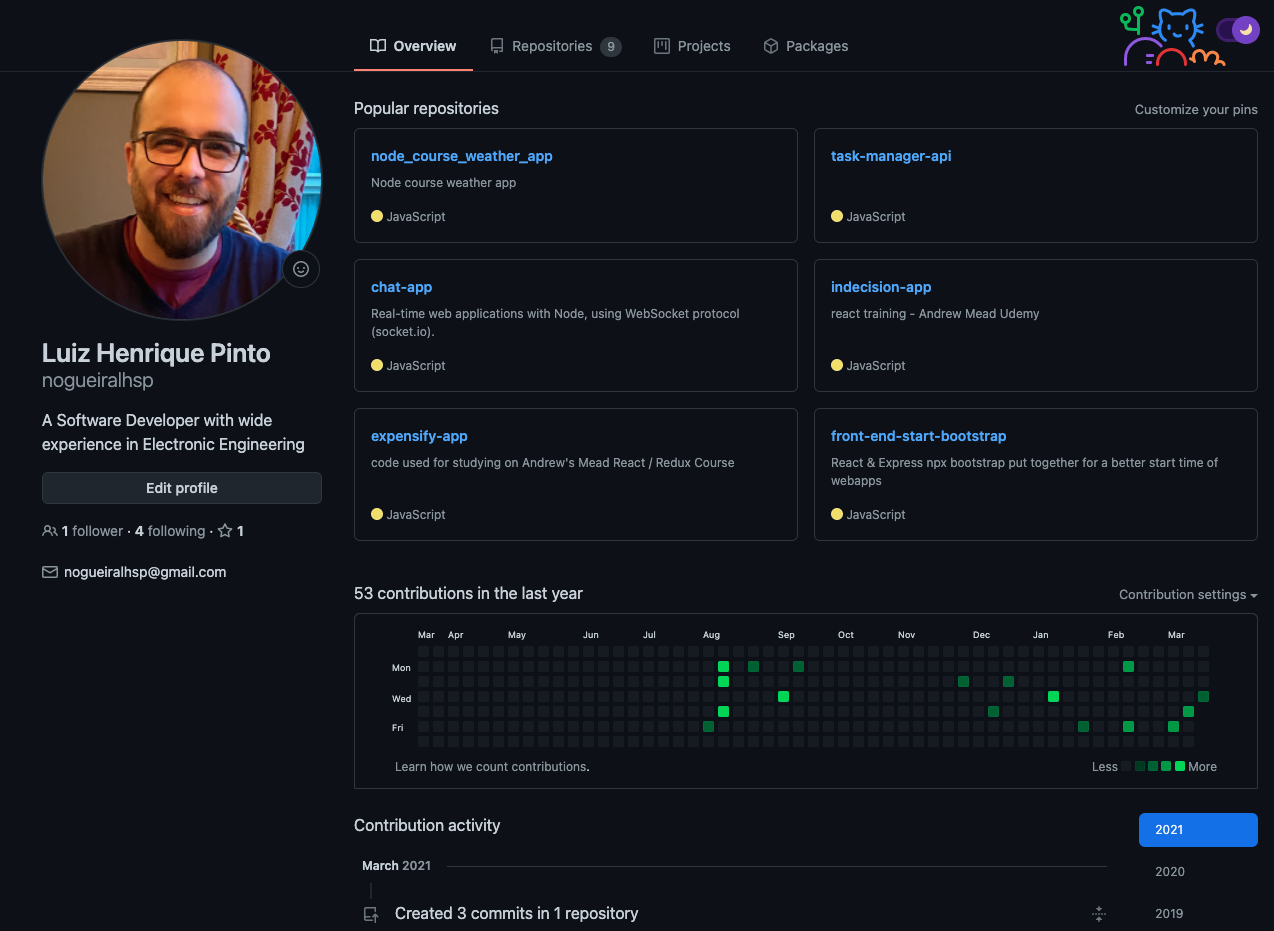 Overview
Repositories 9
Projects
Packages
Popular repositories
Customize your pins
node_course_weather_app
Node course weather app
JavaScript
task-manager-api
JavaScript
chat-app
Real-time web applications with Node, using WebSocket protocol
(socket.io).
JavaScript
indecision-app
react training - Andrew Mead Udemy
JavaScript
expensify-app
code used for studying on Andrew's Mead React / Redux Course
JavaScript
front-end-start-bootstrap
React & Express npx bootstrap put together for a better start time of
webapps
JavaScript
Luiz Henrique Pinto
nogueiralhsp
A Software Developer with wide
experience in Electronic Engineering
Edit profile
1 follower · 4 following · 1
nogueiralhsp@gmail.com
53 contributions in the last year
Contribution settings
Mar Apr May Jun Jul Aug Sep Oct Nov Dec Jan Feb Mar
Mon
Wed
Fri
Learn how we count contributions.
Less More
Contribution activity
2021
2020
2019
March 2021
Created 3 commits in 1 repository